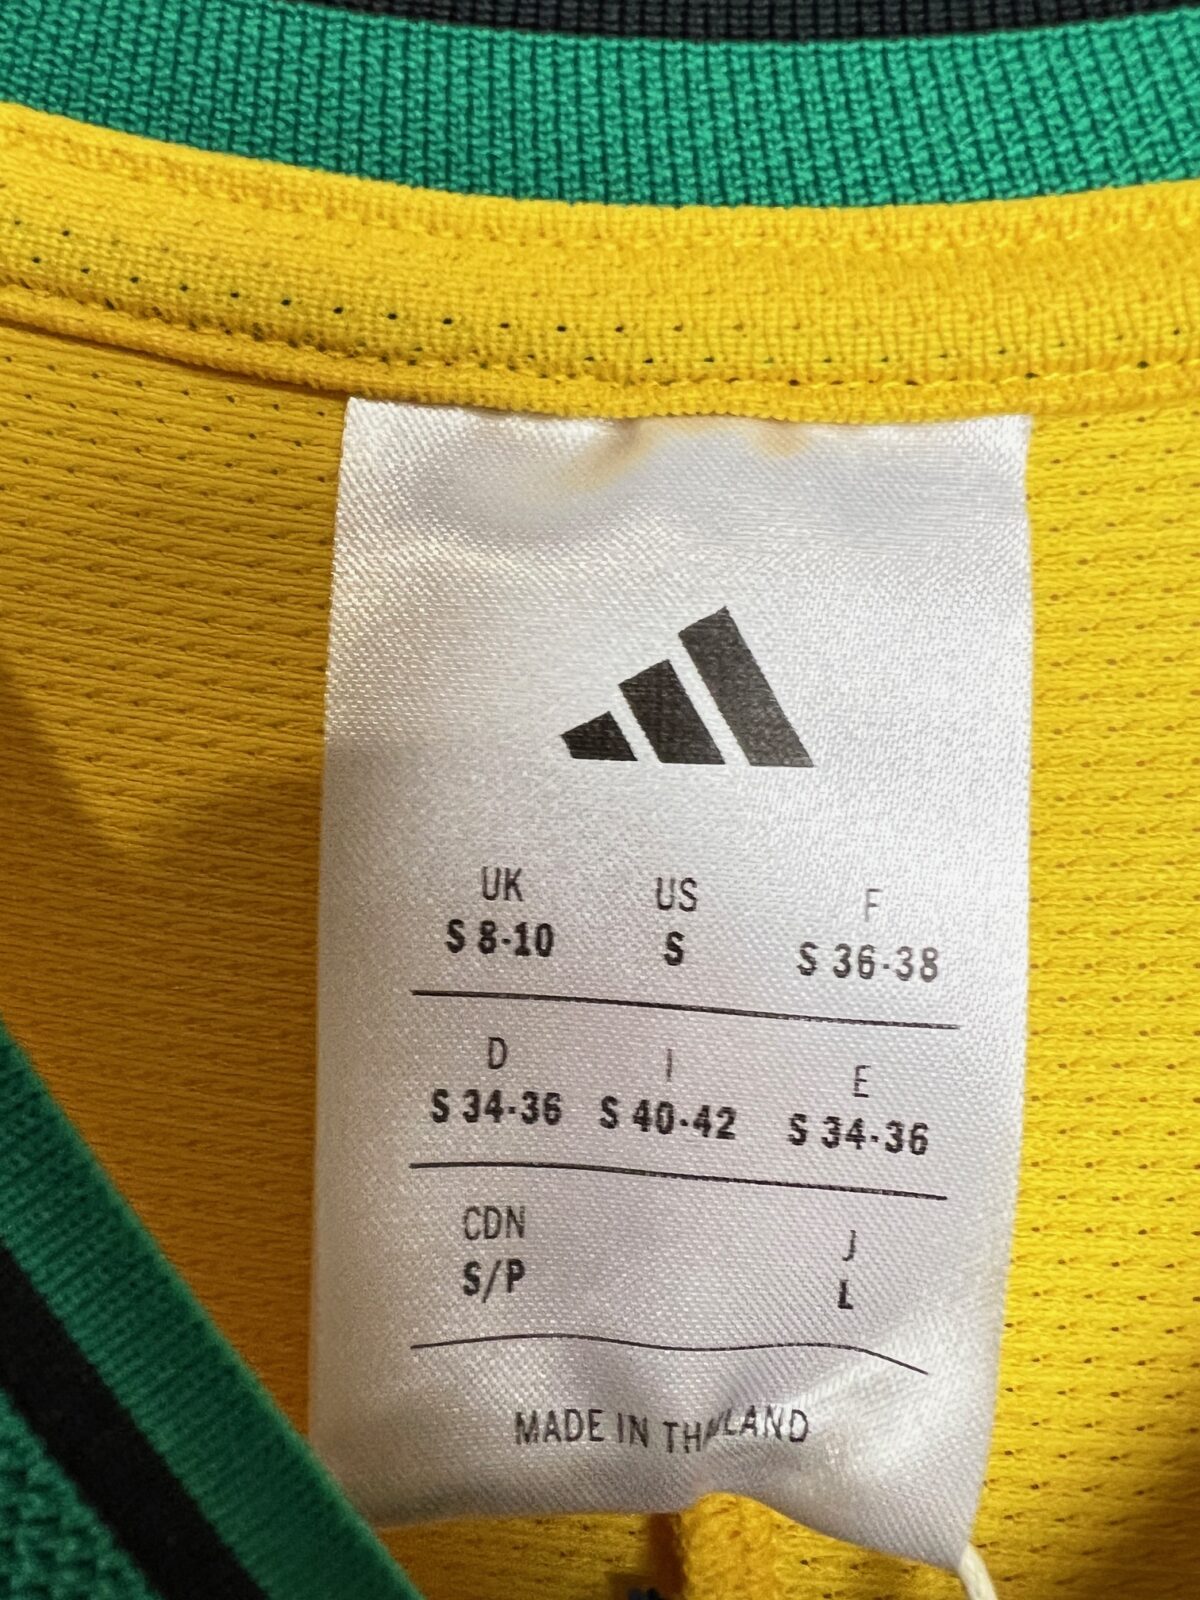 UK US F
S 8-10 S S 36-38
D I E
S 34-36 S 40-42 S 34-36
CDN J
S/P L
MADE IN THAILAND